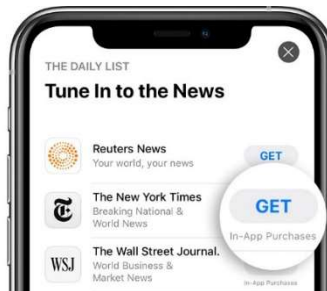 THE DAILY LIST
Tune In to the News
Reuters News
Your world, your news
GET
The New York Times
Breaking National &
World News
GET
In-App Purchases
The Wall Street Journal.
World Business &
Market News
In-App Purchases
WSJ